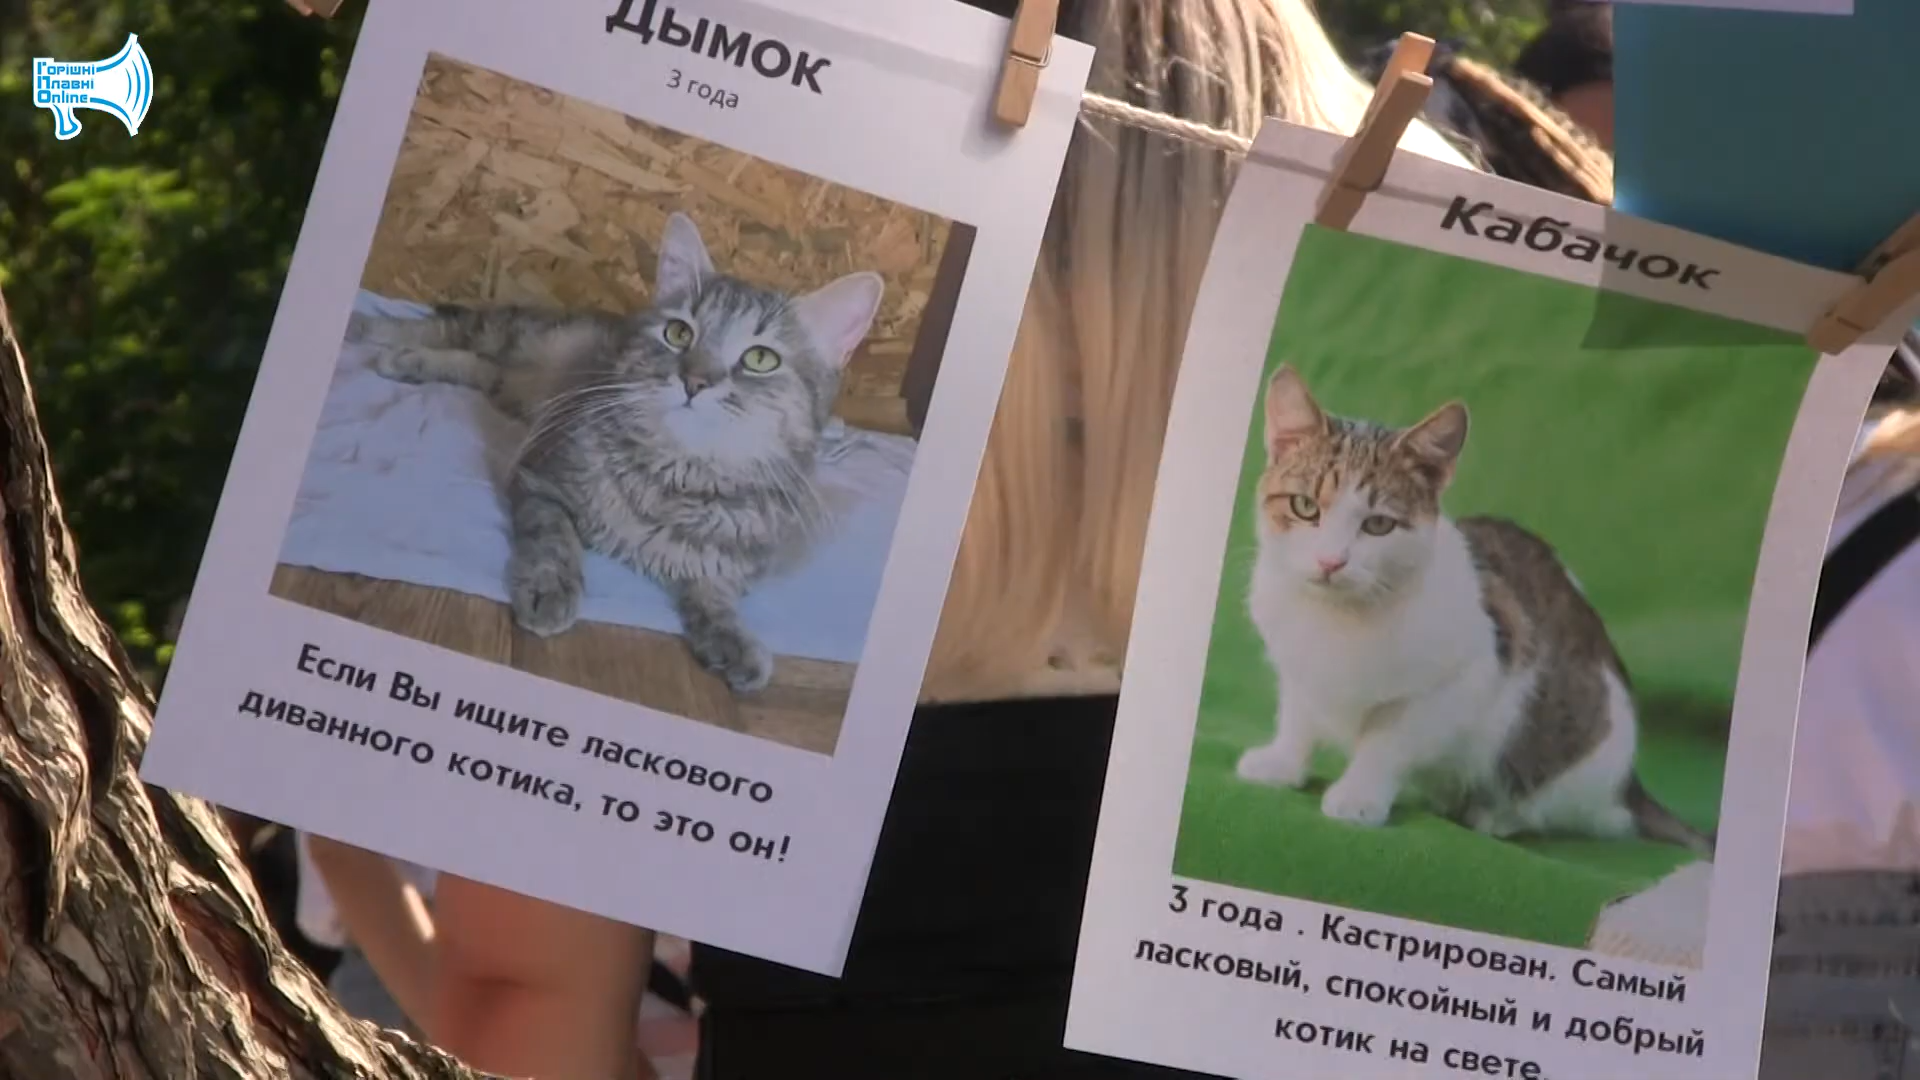 Горішні
Плавні
Online
Дымок
3 года
Если Вы ищите ласкового
диванного котика, то это он!
Кабачок
3 года . Кастрирован. Самый
ласковый, спокойный и добрый
котик на свете.